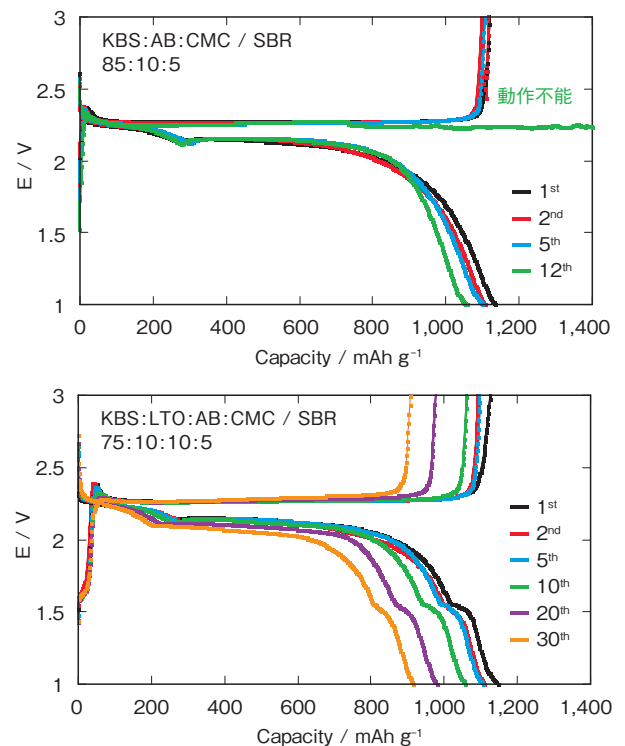 KBS:AB:CMC / SBR
85:10:5
動作不能
3
2.5
2
1.5
1
E / V
1st
2nd
5th
12th
0
200
400
600
800
1,000
1,200
1,400
Capacity / mAh g⁻¹
KBS:LTO:AB:CMC / SBR
75:10:10:5
3
2.5
2
1.5
1
E / V
1st
2nd
5th
10th
20th
30th
0
200
400
600
800
1,000
1,200
1,400
Capacity / mAh g⁻¹